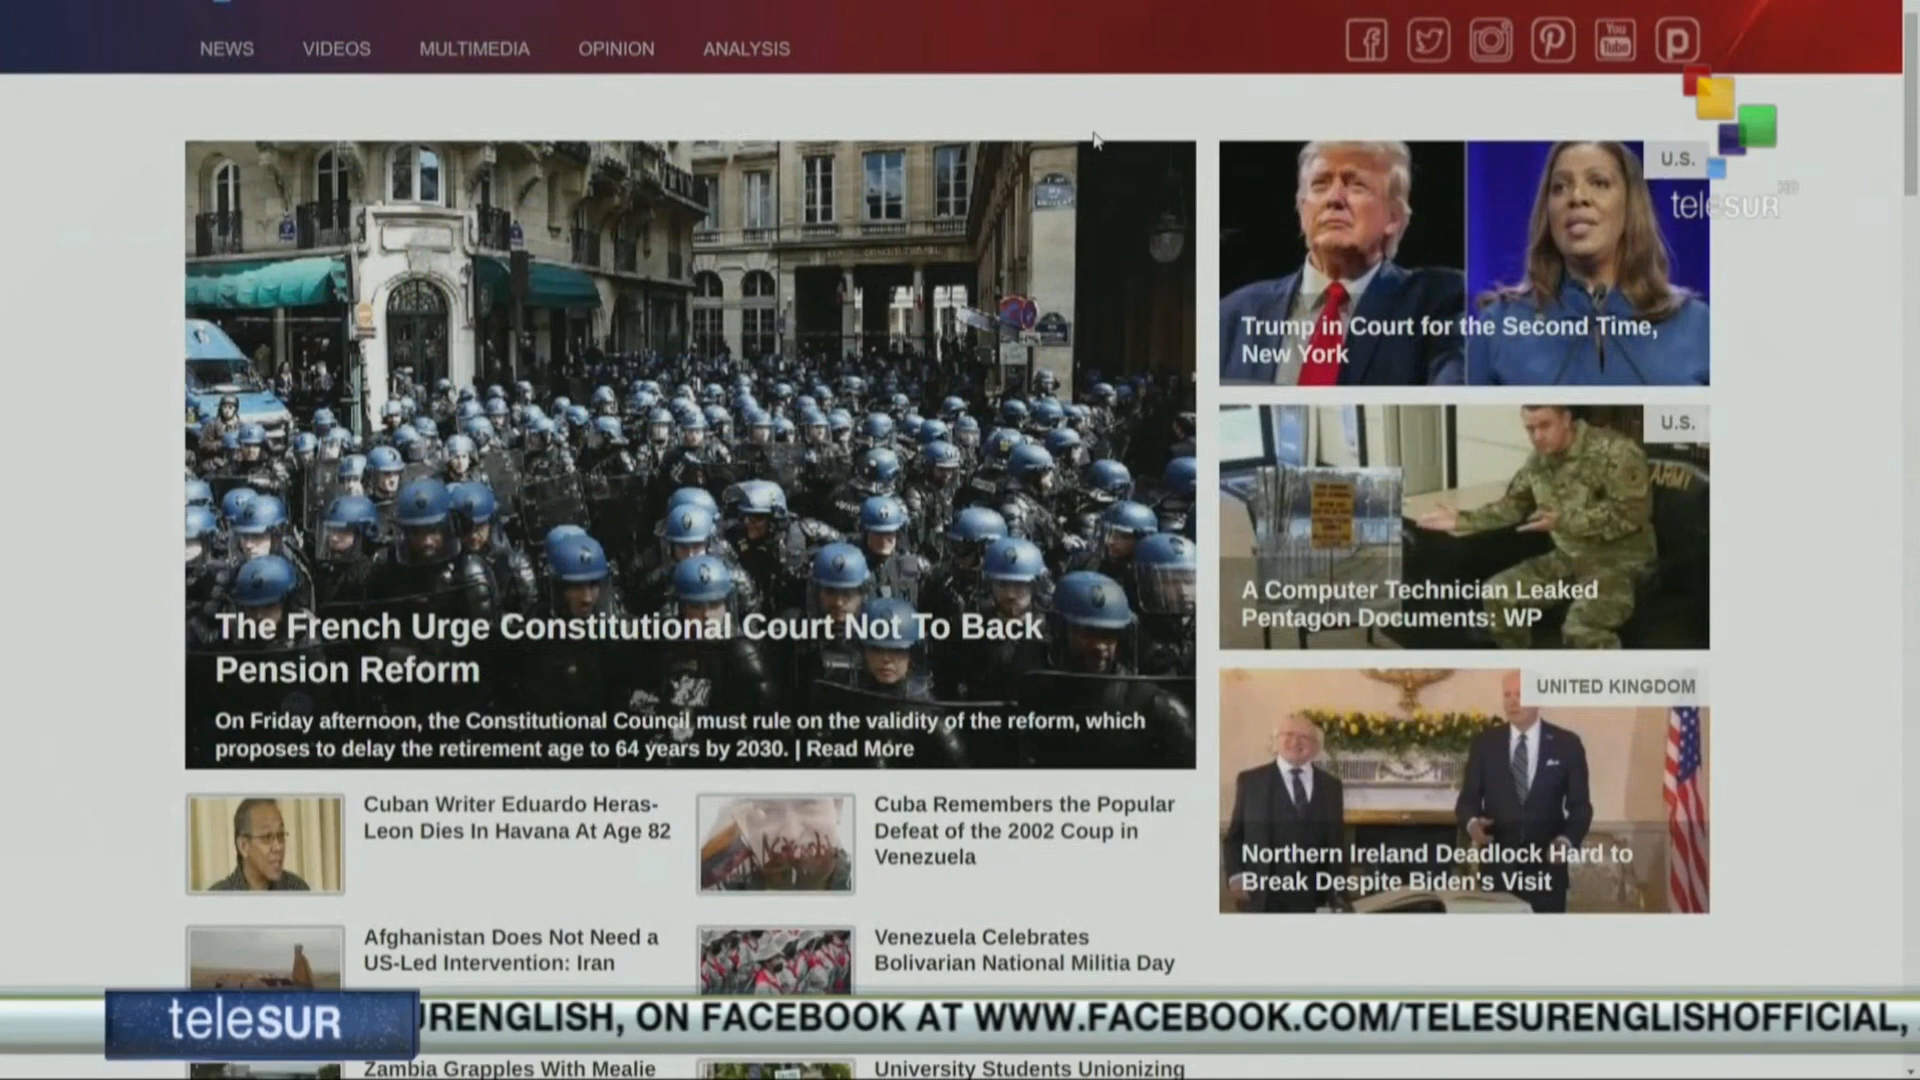 NEWS
VIDEOS
MULTIMEDIA
OPINION
ANALYSIS
You
Tube
U.S.
teleSUR
HD
Trump in Court for the Second Time,
New York
U.S.
ARMY
A Computer Technician Leaked
Pentagon Documents: WP
UNITED KINGDOM
Northern Ireland Deadlock Hard to
Break Despite Biden's Visit
The French Urge Constitutional Court Not To Back
Pension Reform
On Friday afternoon, the Constitutional Council must rule on the validity of the reform, which
proposes to delay the retirement age to 64 years by 2030. | Read More
Cuban Writer Eduardo Heras-
Leon Dies In Havana At Age 82
Cuba Remembers the Popular
Defeat of the 2002 Coup in
Venezuela
Afghanistan Does Not Need a
US-Led Intervention: Iran
Venezuela Celebrates
Bolivarian National Militia Day
teleSUR
URENGLISH, ON FACEBOOK AT WWW.FACEBOOK.COM/TELESURENGLISHOFFICIAL,
Zambia Grapples With Mealie
University Students Unionizing